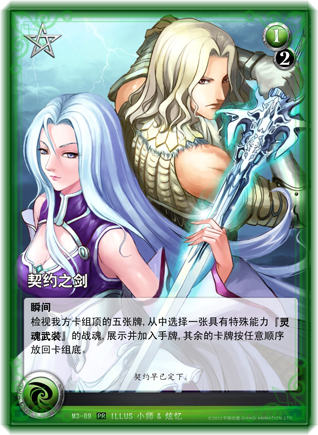 1
2
契约之剑
瞬间
检视我方卡组顶的五张牌,从中选择一张具有特殊能力『灵
魂武装』的战魂,展示并加入手牌,其余的卡牌按任意顺序
放回卡组底。
契约早已定下。
M3-09 PR ILLUS 小师 & 炫忆